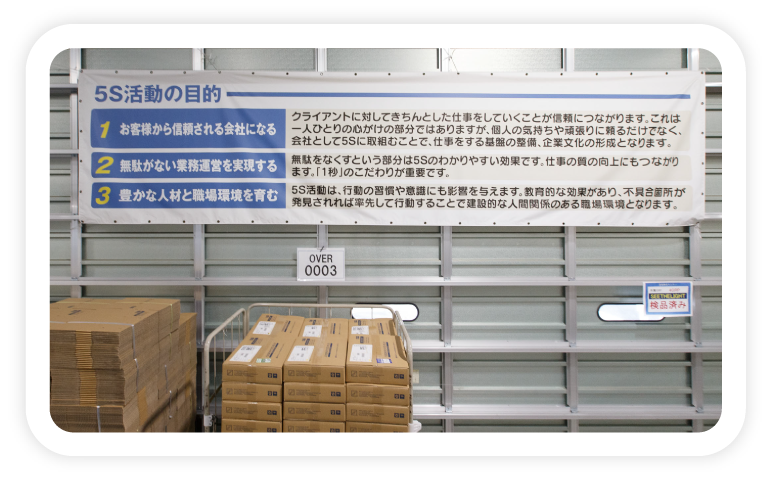 5S活動の目的
1 お客様から信頼される会社になる
クライアントに対してきちんとした仕事をしていくことが信頼につながります。これは
一人ひとりの心がけの部分ではありますが、個人の気持ちや頑張りに頼るだけでなく、
会社として5Sに取組むことで、仕事をする基盤の整備、企業文化の形成となります。
2 無駄がない業務運営を実現する
無駄をなくすという部分は5Sのわかりやすい効果です。仕事の質の向上にもつながり
ます。「1秒」のこだわりが重要です。
3 豊かな人材と職場環境を育む
5S活動は、行動の習慣や意識にも影響を与えます。教育的な効果があり、不具合箇所が
発見されれば率先して行動することで建設的な人間関係のある職場環境となります。
OVER
0003
SEETHELIGHT
検品済み